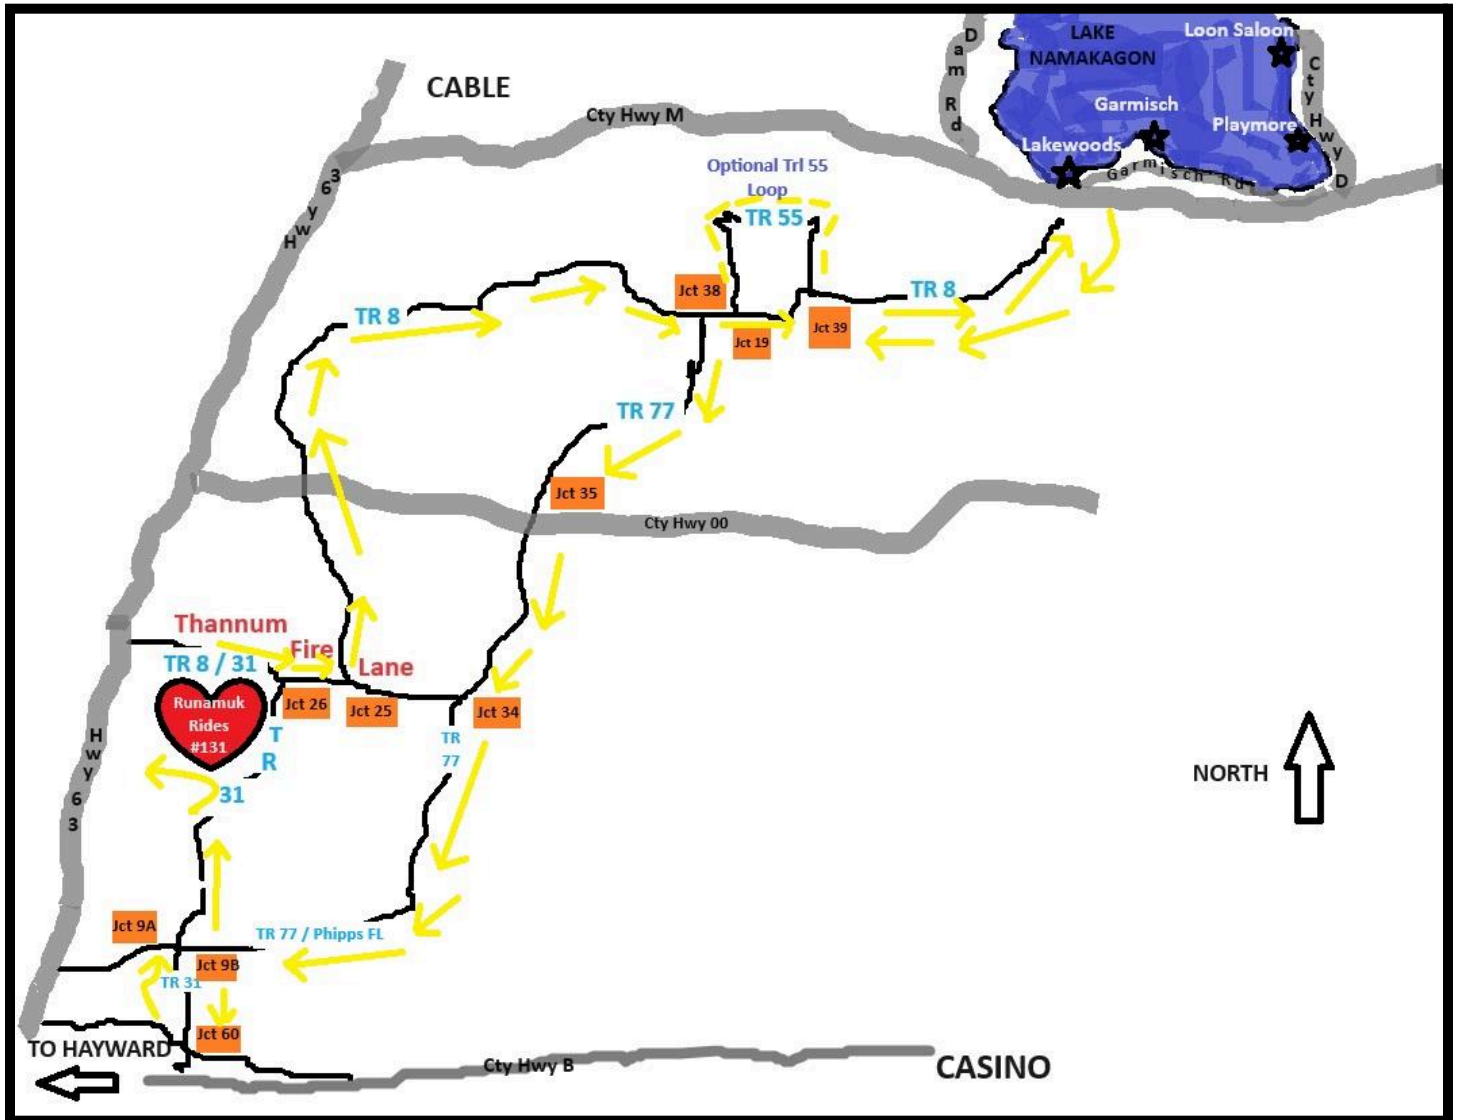 CABLE
Cty Hwy M
Dam Rd
LAKE
NAMAKAGON
Loon Saloon
Garmisch
Playmore
Lakewoods
Garmisch Rd
Cty Hwy D
Hwy 63
Optional Trl 55
Loop
TR 55
Jct 38
TR 8
TR 8
Jct 39
Jct 19
TR 77
Jct 35
Cty Hwy 00
Thannum
Fire
Lane
TR 8 / 31
Runamuk
Rides
#131
Jct 26
Jct 25
Jct 34
TR
31
TR
77
NORTH
Hwy 63
Jct 9A
TR 77 / Phipps FL
Jct 9B
TR 31
Jct 60
TO HAYWARD
Cty Hwy B
CASINO